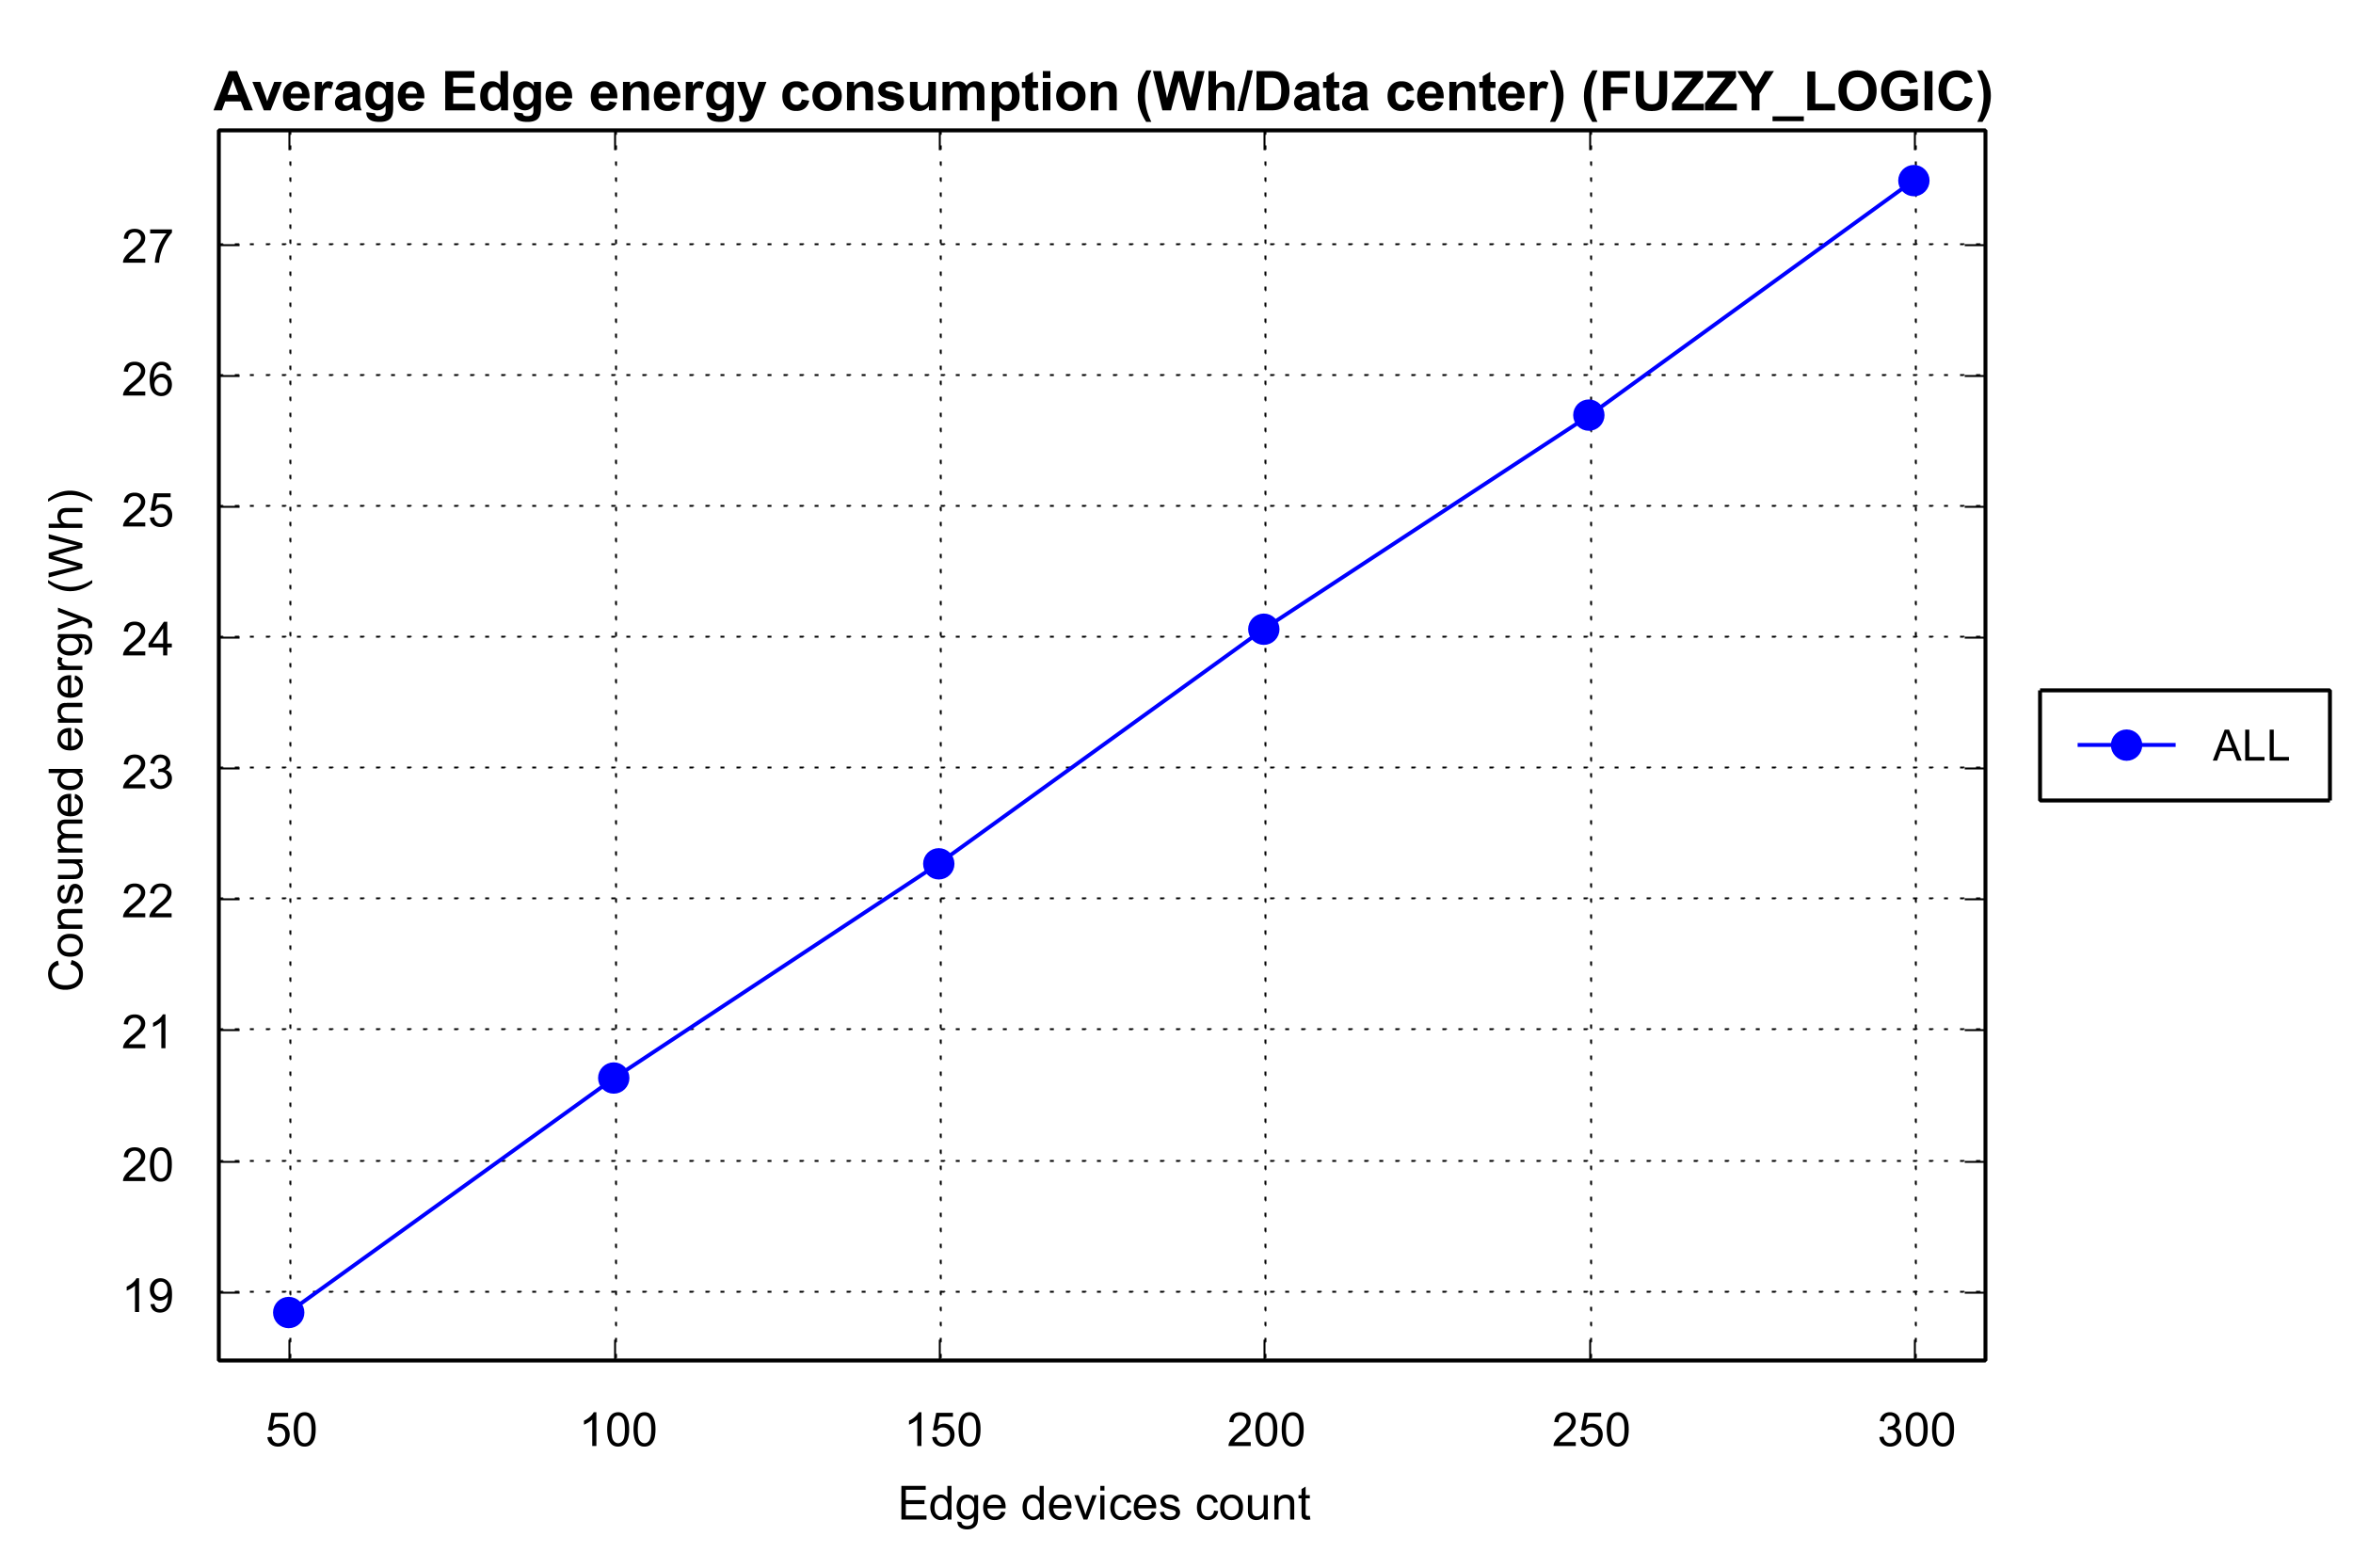 Average Edge energy consumption (Wh/Data center) (FUZZY_LOGIC)
27
26
25
24
23
22
21
20
19
Consumed energy (Wh)
50 100 150 200 250 300
Edge devices count
ALL